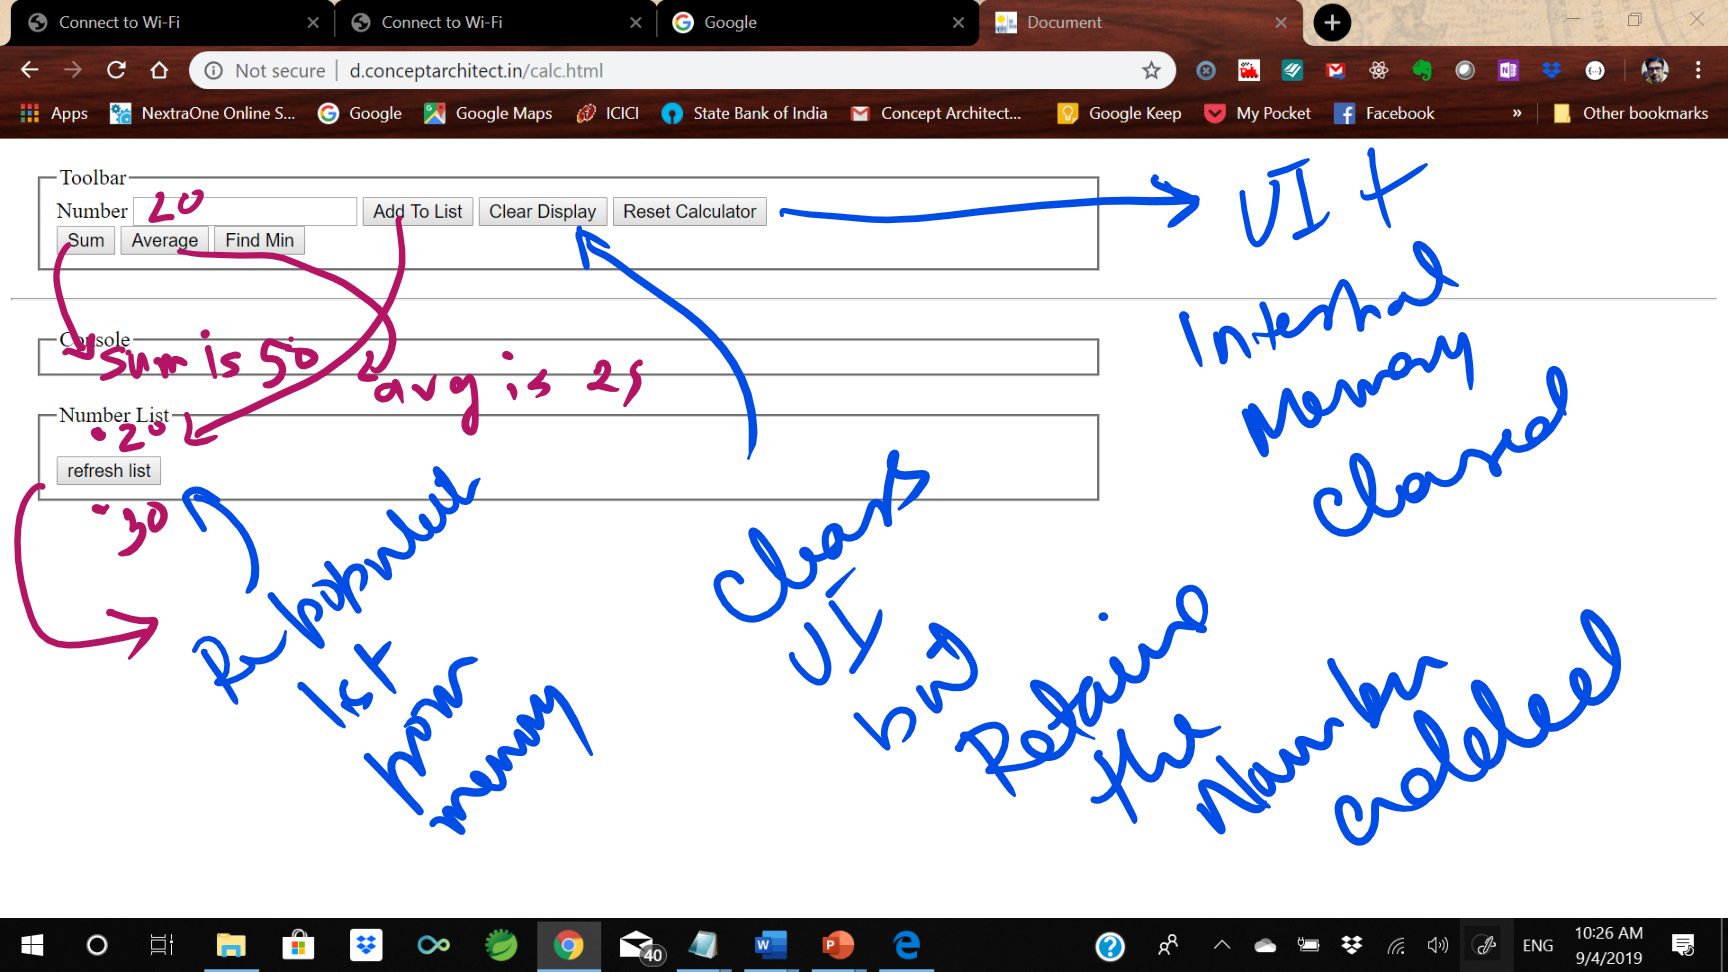 Connect to Wi-Fi
Connect to Wi-Fi
Google
Document
Not secure | d.conceptarchitect.in/calc.html
Apps
NextraOne Online S...
Google
Google Maps
ICICI
State Bank of India
Concept Architect...
Google Keep
My Pocket
Facebook
»
Other bookmarks
Toolbar
Number 20 Add To List Clear Display Reset Calculator
Sum Average Find Min
UI +
Internal
Memory
Cleared
Console
Sum is 50
avg is 25
Number List
20
refresh list
30
Re populate
list
from
memory
Clears
UI
but
Retains
the
Number
added
40
ENG
10:26 AM
9/4/2019